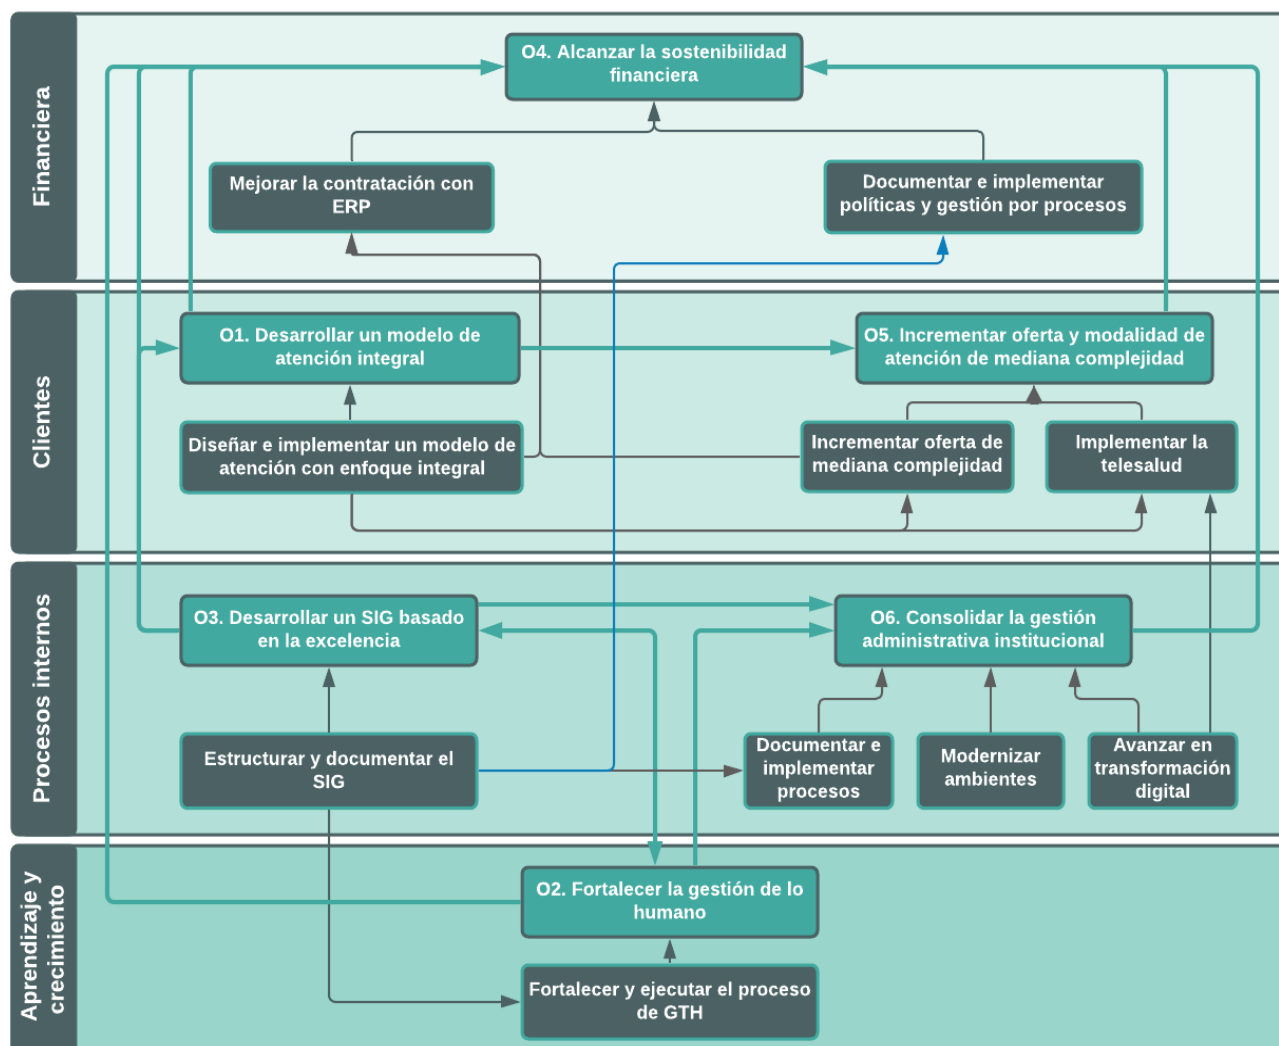 Financiera
O4. Alcanzar la sostenibilidad
financiera
Mejorar la contratación con
ERP
Documentar e implementar
políticas y gestión por procesos
Clientes
O1. Desarrollar un modelo de
atención integral
O5. Incrementar oferta y modalidad de
atención de mediana complejidad
Diseñar e implementar un modelo de
atención con enfoque integral
Incrementar oferta de
mediana complejidad
Implementar la
telesalud
Procesos internos
O3. Desarrollar un SIG basado
en la excelencia
O6. Consolidar la gestión
administrativa institucional
Estructurar y documentar el
SIG
Documentar e
implementar
procesos
Modernizar
ambientes
Avanzar en
transformación
digital
Aprendizaje y
crecimiento
O2. Fortalecer la gestión de lo
humano
Fortalecer y ejecutar el proceso
de GTH